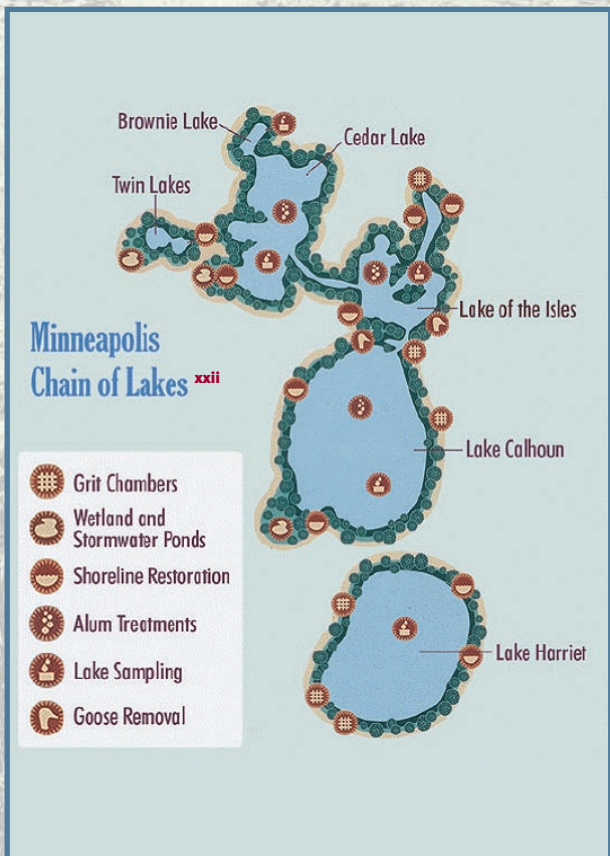 Brownie Lake
Cedar Lake
Twin Lakes
Lake of the Isles
Minneapolis
Chain of Lakes xxii
Lake Calhoun
Grit Chambers
Wetland and
Stormwater Ponds
Shoreline Restoration
Alum Treatments
Lake Sampling
Goose Removal
Lake Harriet